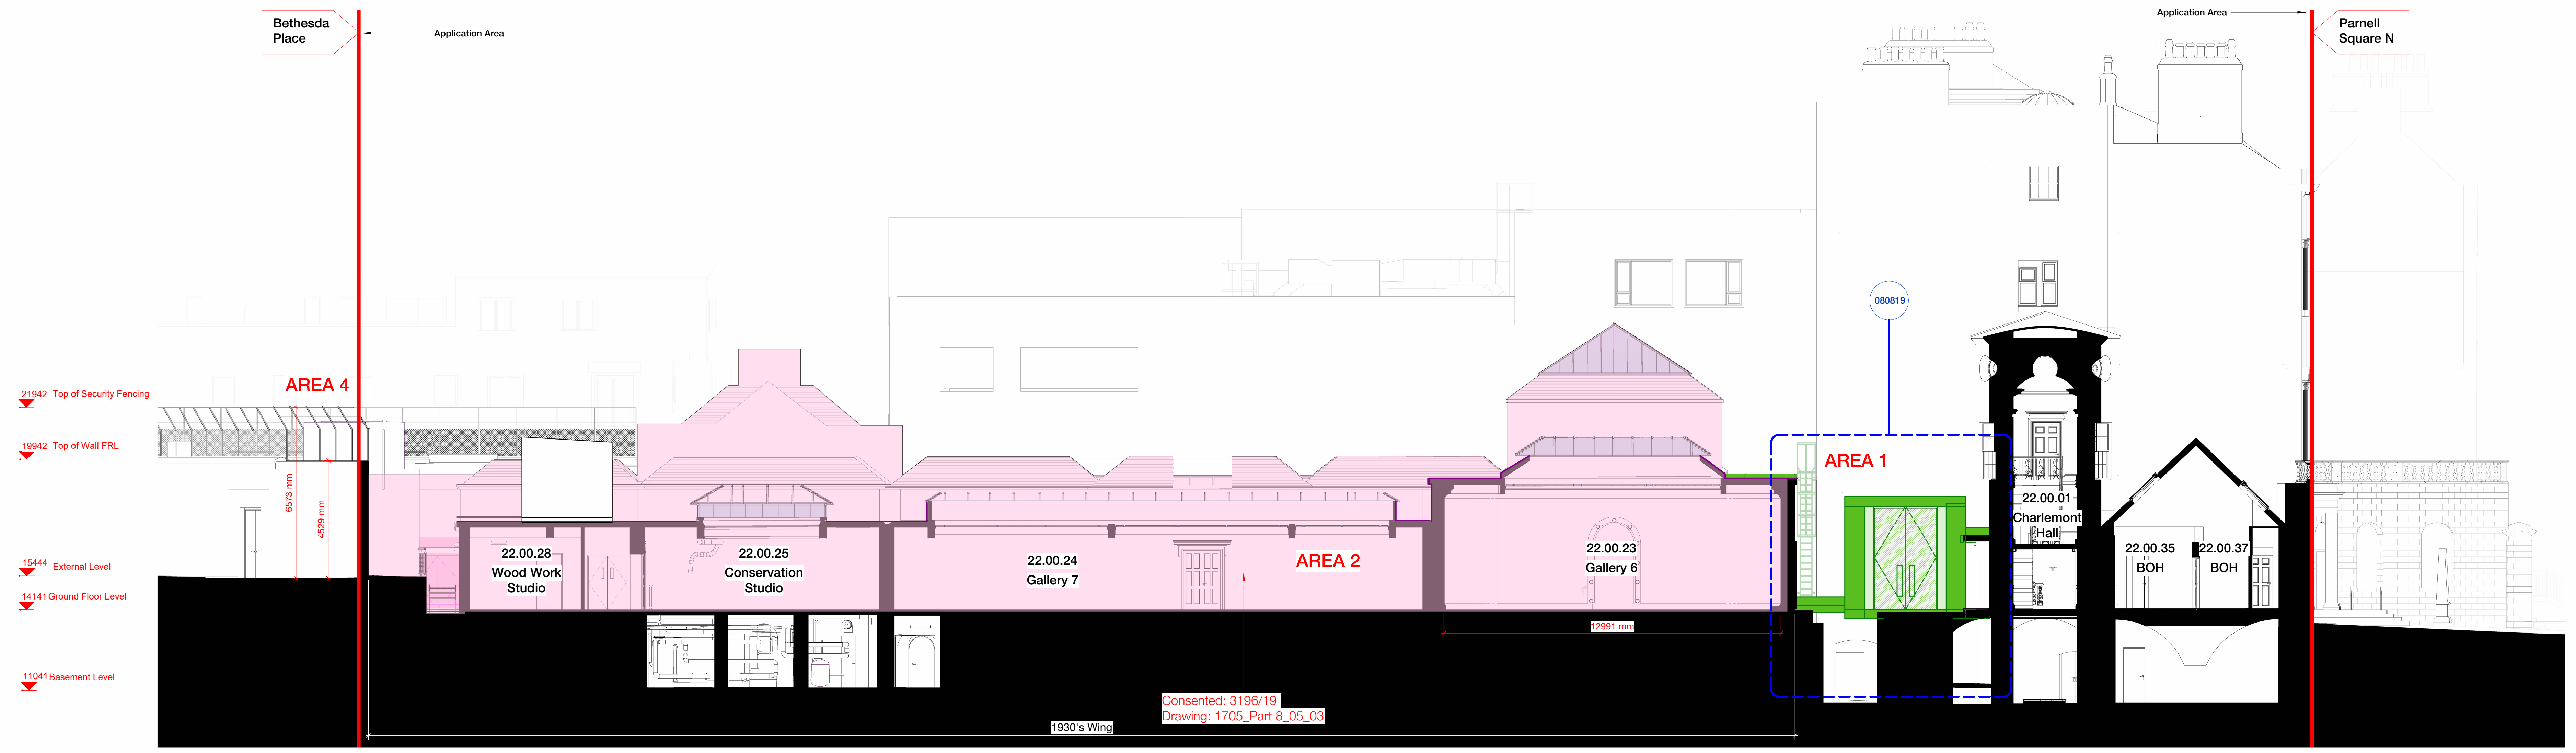 Bethesda
Place
Application Area
Application Area
Parnell
Square N
080819
AREA 4
21942 Top of Security Fencing
19942 Top of Wall FRL
6573 mm
4529 mm
15444 External Level
14141 Ground Floor Level
11041 Basement Level
AREA 1
22.00.28
Wood Work
Studio
22.00.25
Conservation
Studio
22.00.24
Gallery 7
AREA 2
22.00.23
Gallery 6
22.00.01
Charlemont
Hall
22.00.35
BOH
22.00.37
BOH
12991 mm
Consented: 3196/19
Drawing: 1705_Part 8_05_03
1930's Wing